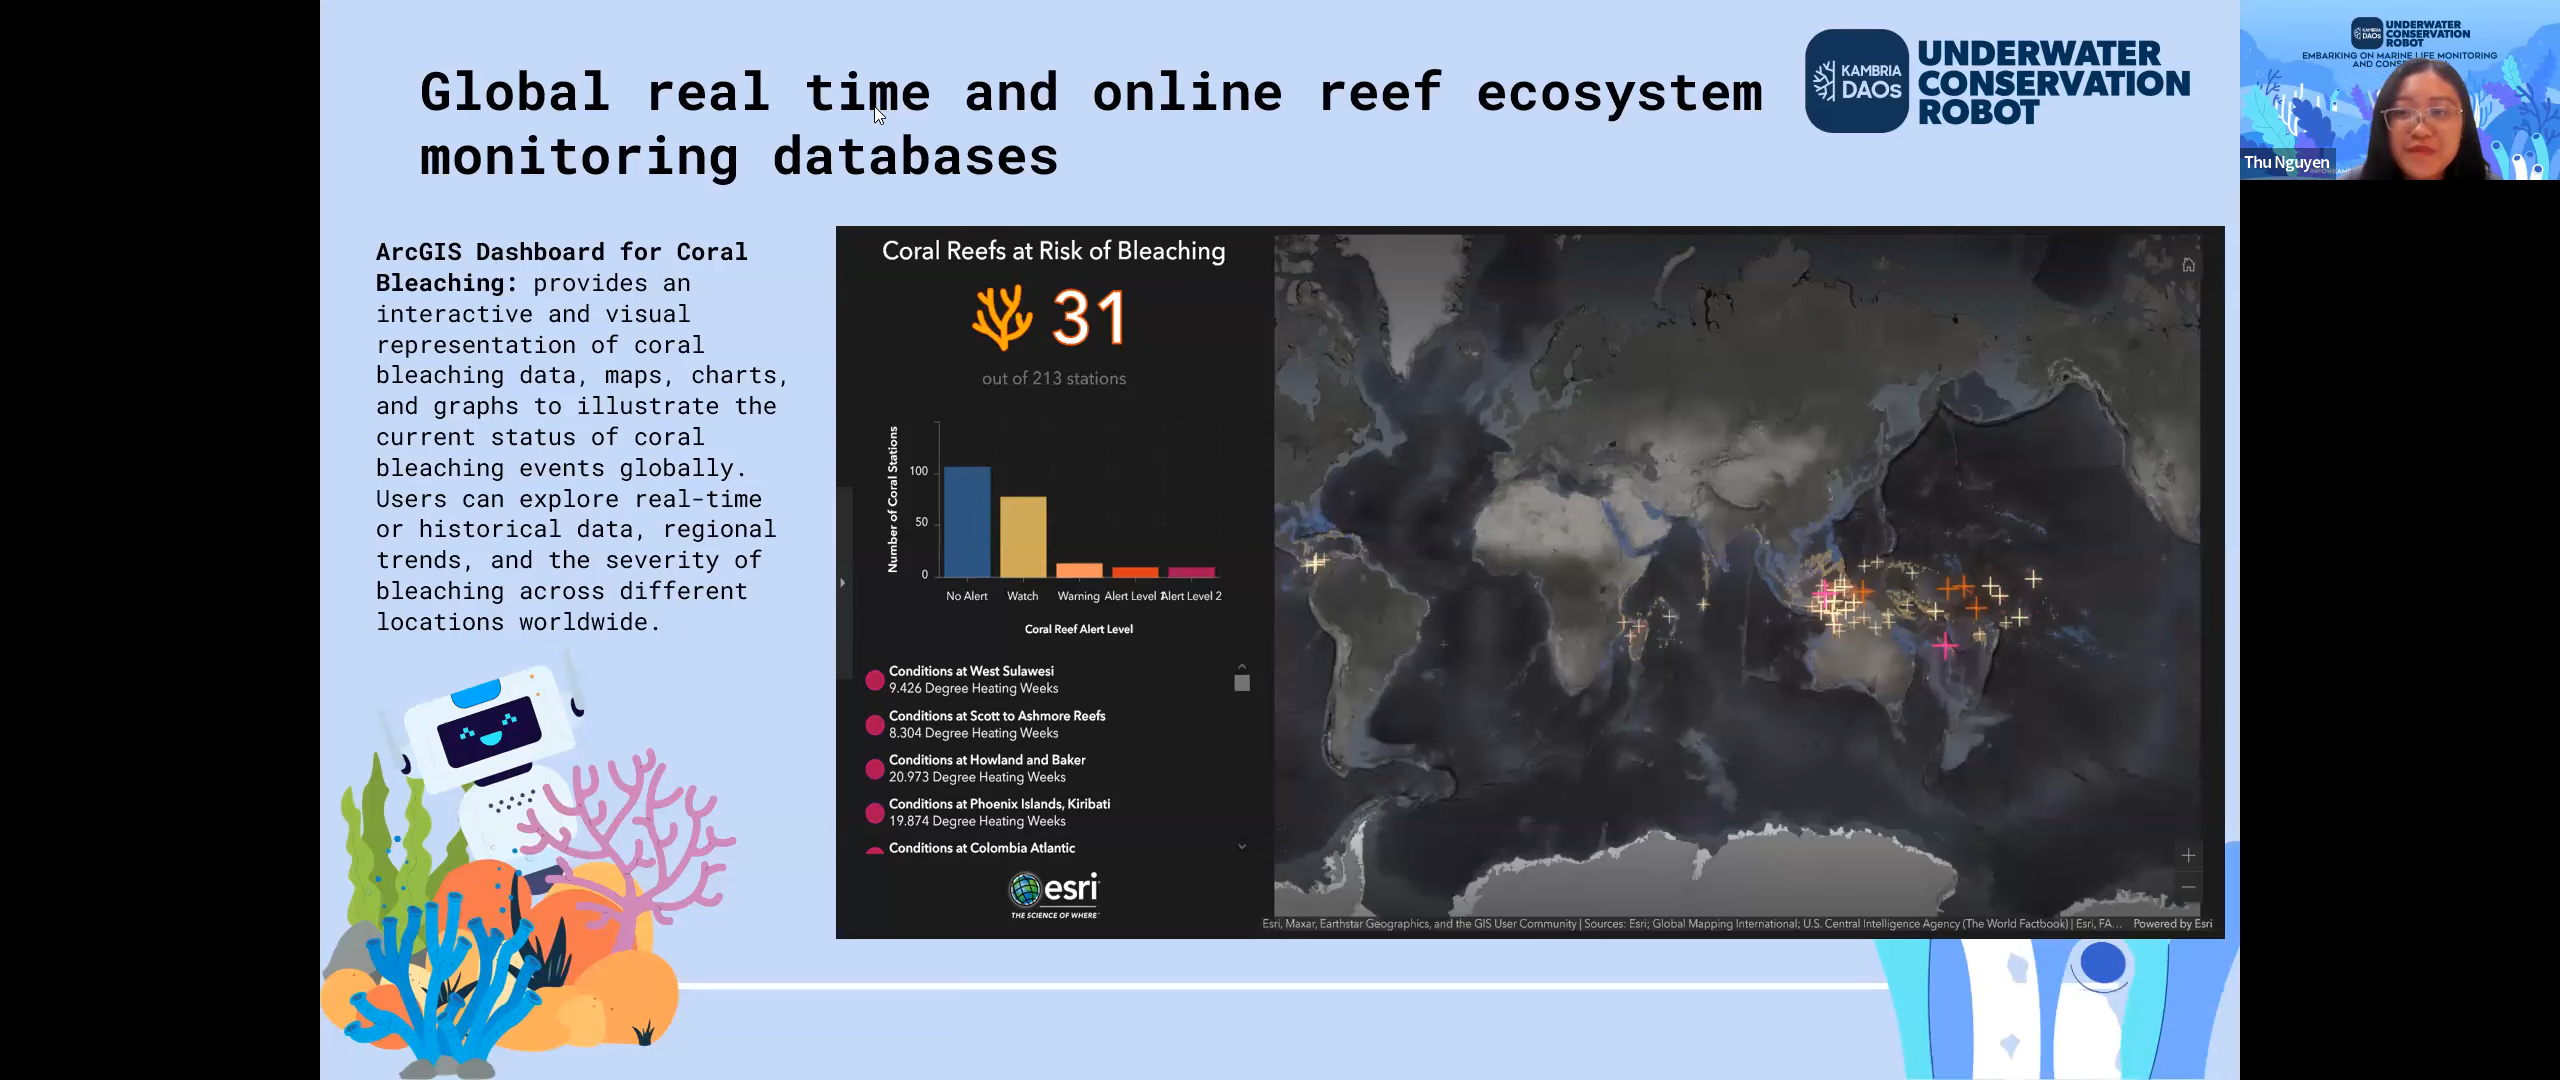 Global real time and online reef ecosystem
monitoring databases
KAMBRIA
DAOs
UNDERWATER
CONSERVATION
ROBOT
KAMBRIA
DAOs
UNDERWATER
CONSERVATION
ROBOT
EMBARKING ON MARINE LIFE MONITORING
Thu Nguyen
ArcGIS Dashboard for Coral
Bleaching: provides an
interactive and visual
representation of coral
bleaching data, maps, charts,
and graphs to illustrate the
current status of coral
bleaching events globally.
Users can explore real-time
or historical data, regional
trends, and the severity of
bleaching across different
locations worldwide.
Coral Reefs at Risk of Bleaching
31
out of 213 stations
Number of Coral Stations
100
50
0
No Alert Watch Warning Alert Level 1 Alert Level 2
Coral Reef Alert Level
Conditions at West Sulawesi
9.426 Degree Heating Weeks
Conditions at Scott to Ashmore Reefs
8.304 Degree Heating Weeks
Conditions at Howland and Baker
20.973 Degree Heating Weeks
Conditions at Phoenix Islands, Kiribati
19.874 Degree Heating Weeks
Conditions at Colombia Atlantic
esri
THE SCIENCE OF WHERE
Esri, Maxar, Earthstar Geographics, and the GIS User Community | Sources: Esri; Global Mapping International; U.S. Central Intelligence Agency (The World Factbook) | Esri, FA... Powered by Esri